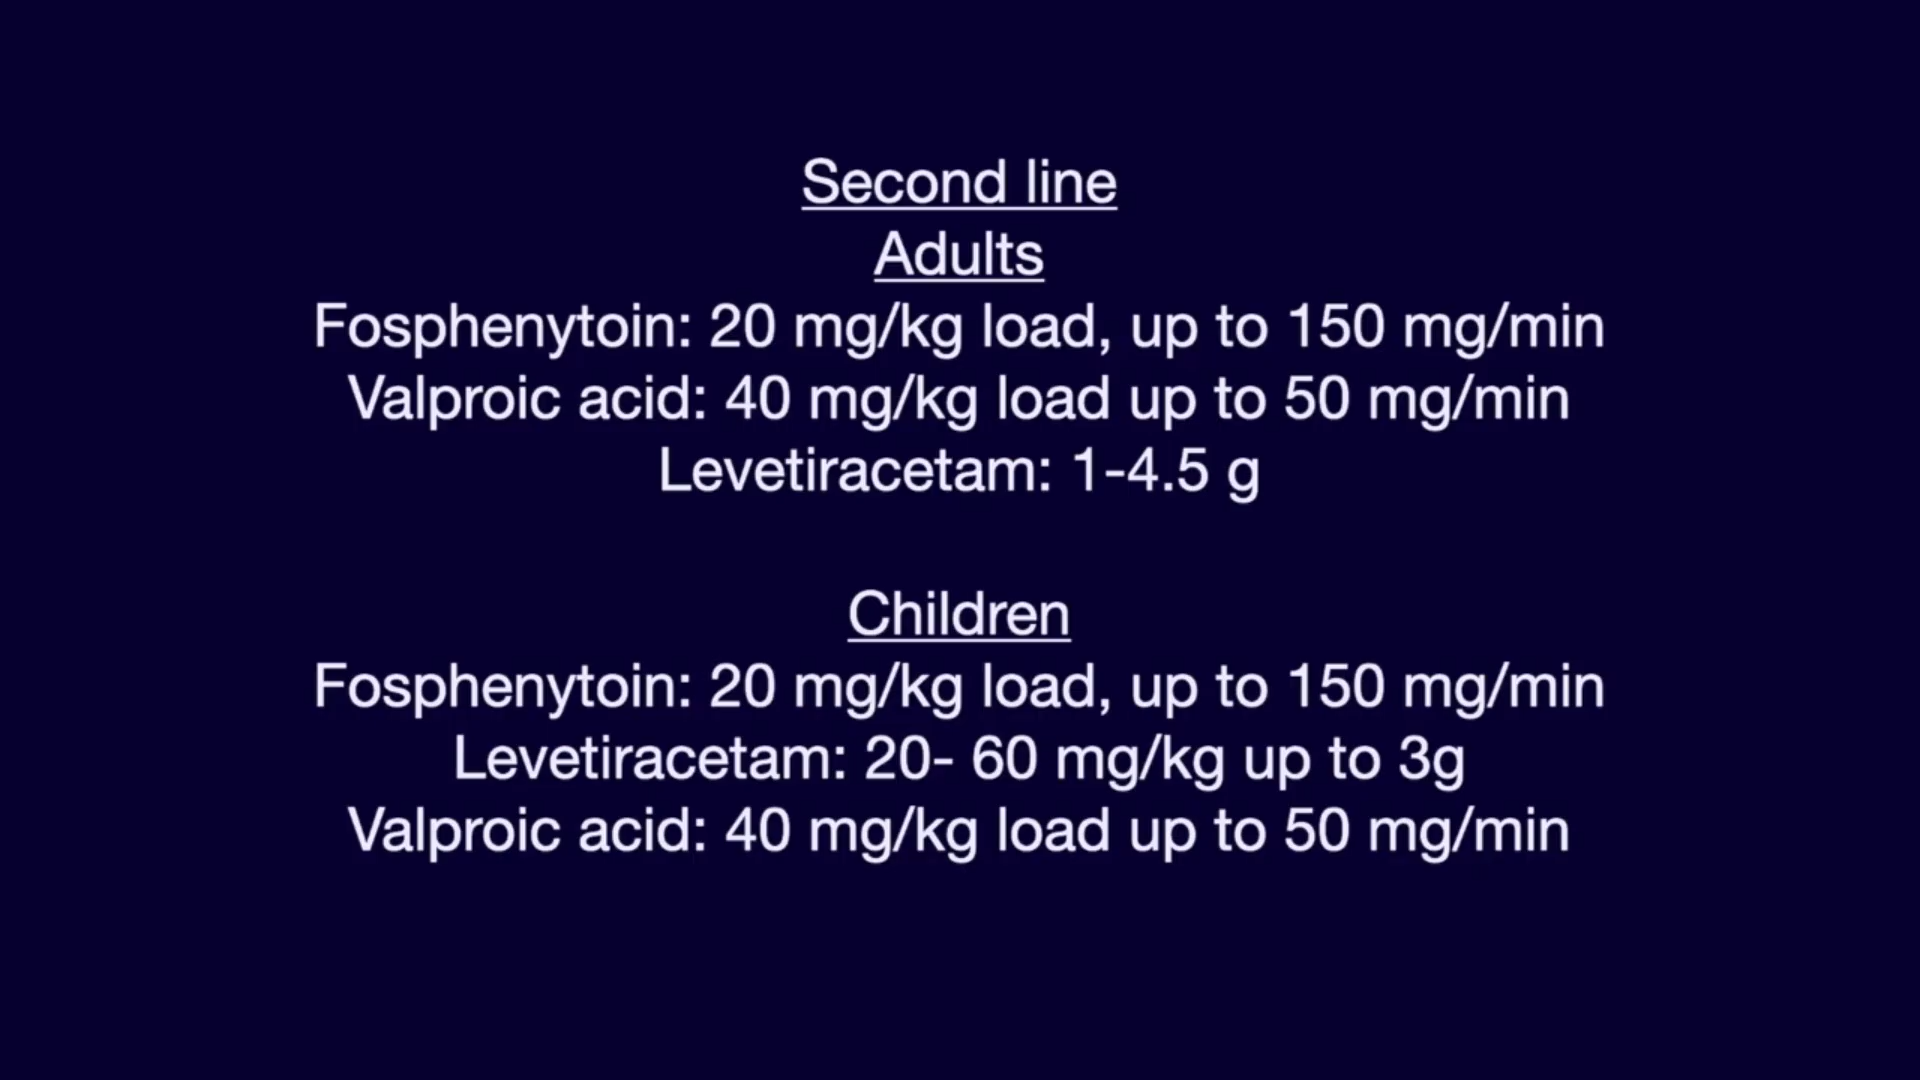 Second line
Adults
Fosphenytoin: 20 mg/kg load, up to 150 mg/min
Valproic acid: 40 mg/kg load up to 50 mg/min
Levetiracetam: 1-4.5 g
Children
Fosphenytoin: 20 mg/kg load, up to 150 mg/min
Levetiracetam: 20- 60 mg/kg up to 3g
Valproic acid: 40 mg/kg load up to 50 mg/min